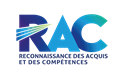 RAC
RECONNAISSANCE DES ACQUIS
ET DES COMPÉTENCES